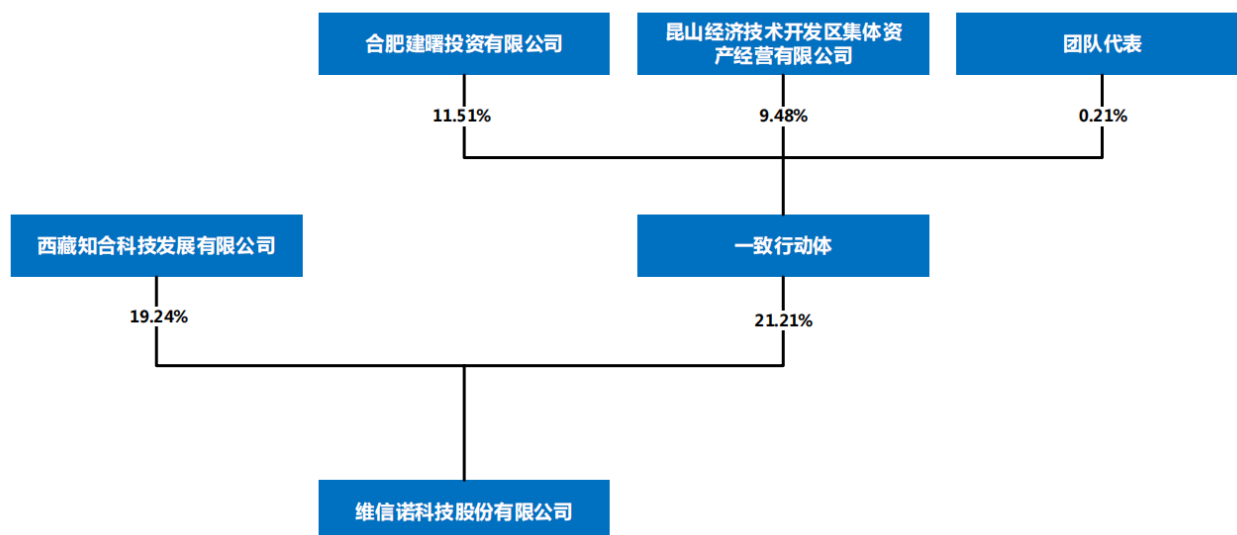 合肥建曙投资有限公司
昆山经济技术开发区集体资
产经营有限公司
团队代表
11.51%
9.48%
0.21%
西藏知合科技发展有限公司
一致行动体
19.24%
21.21%
维信诺科技股份有限公司